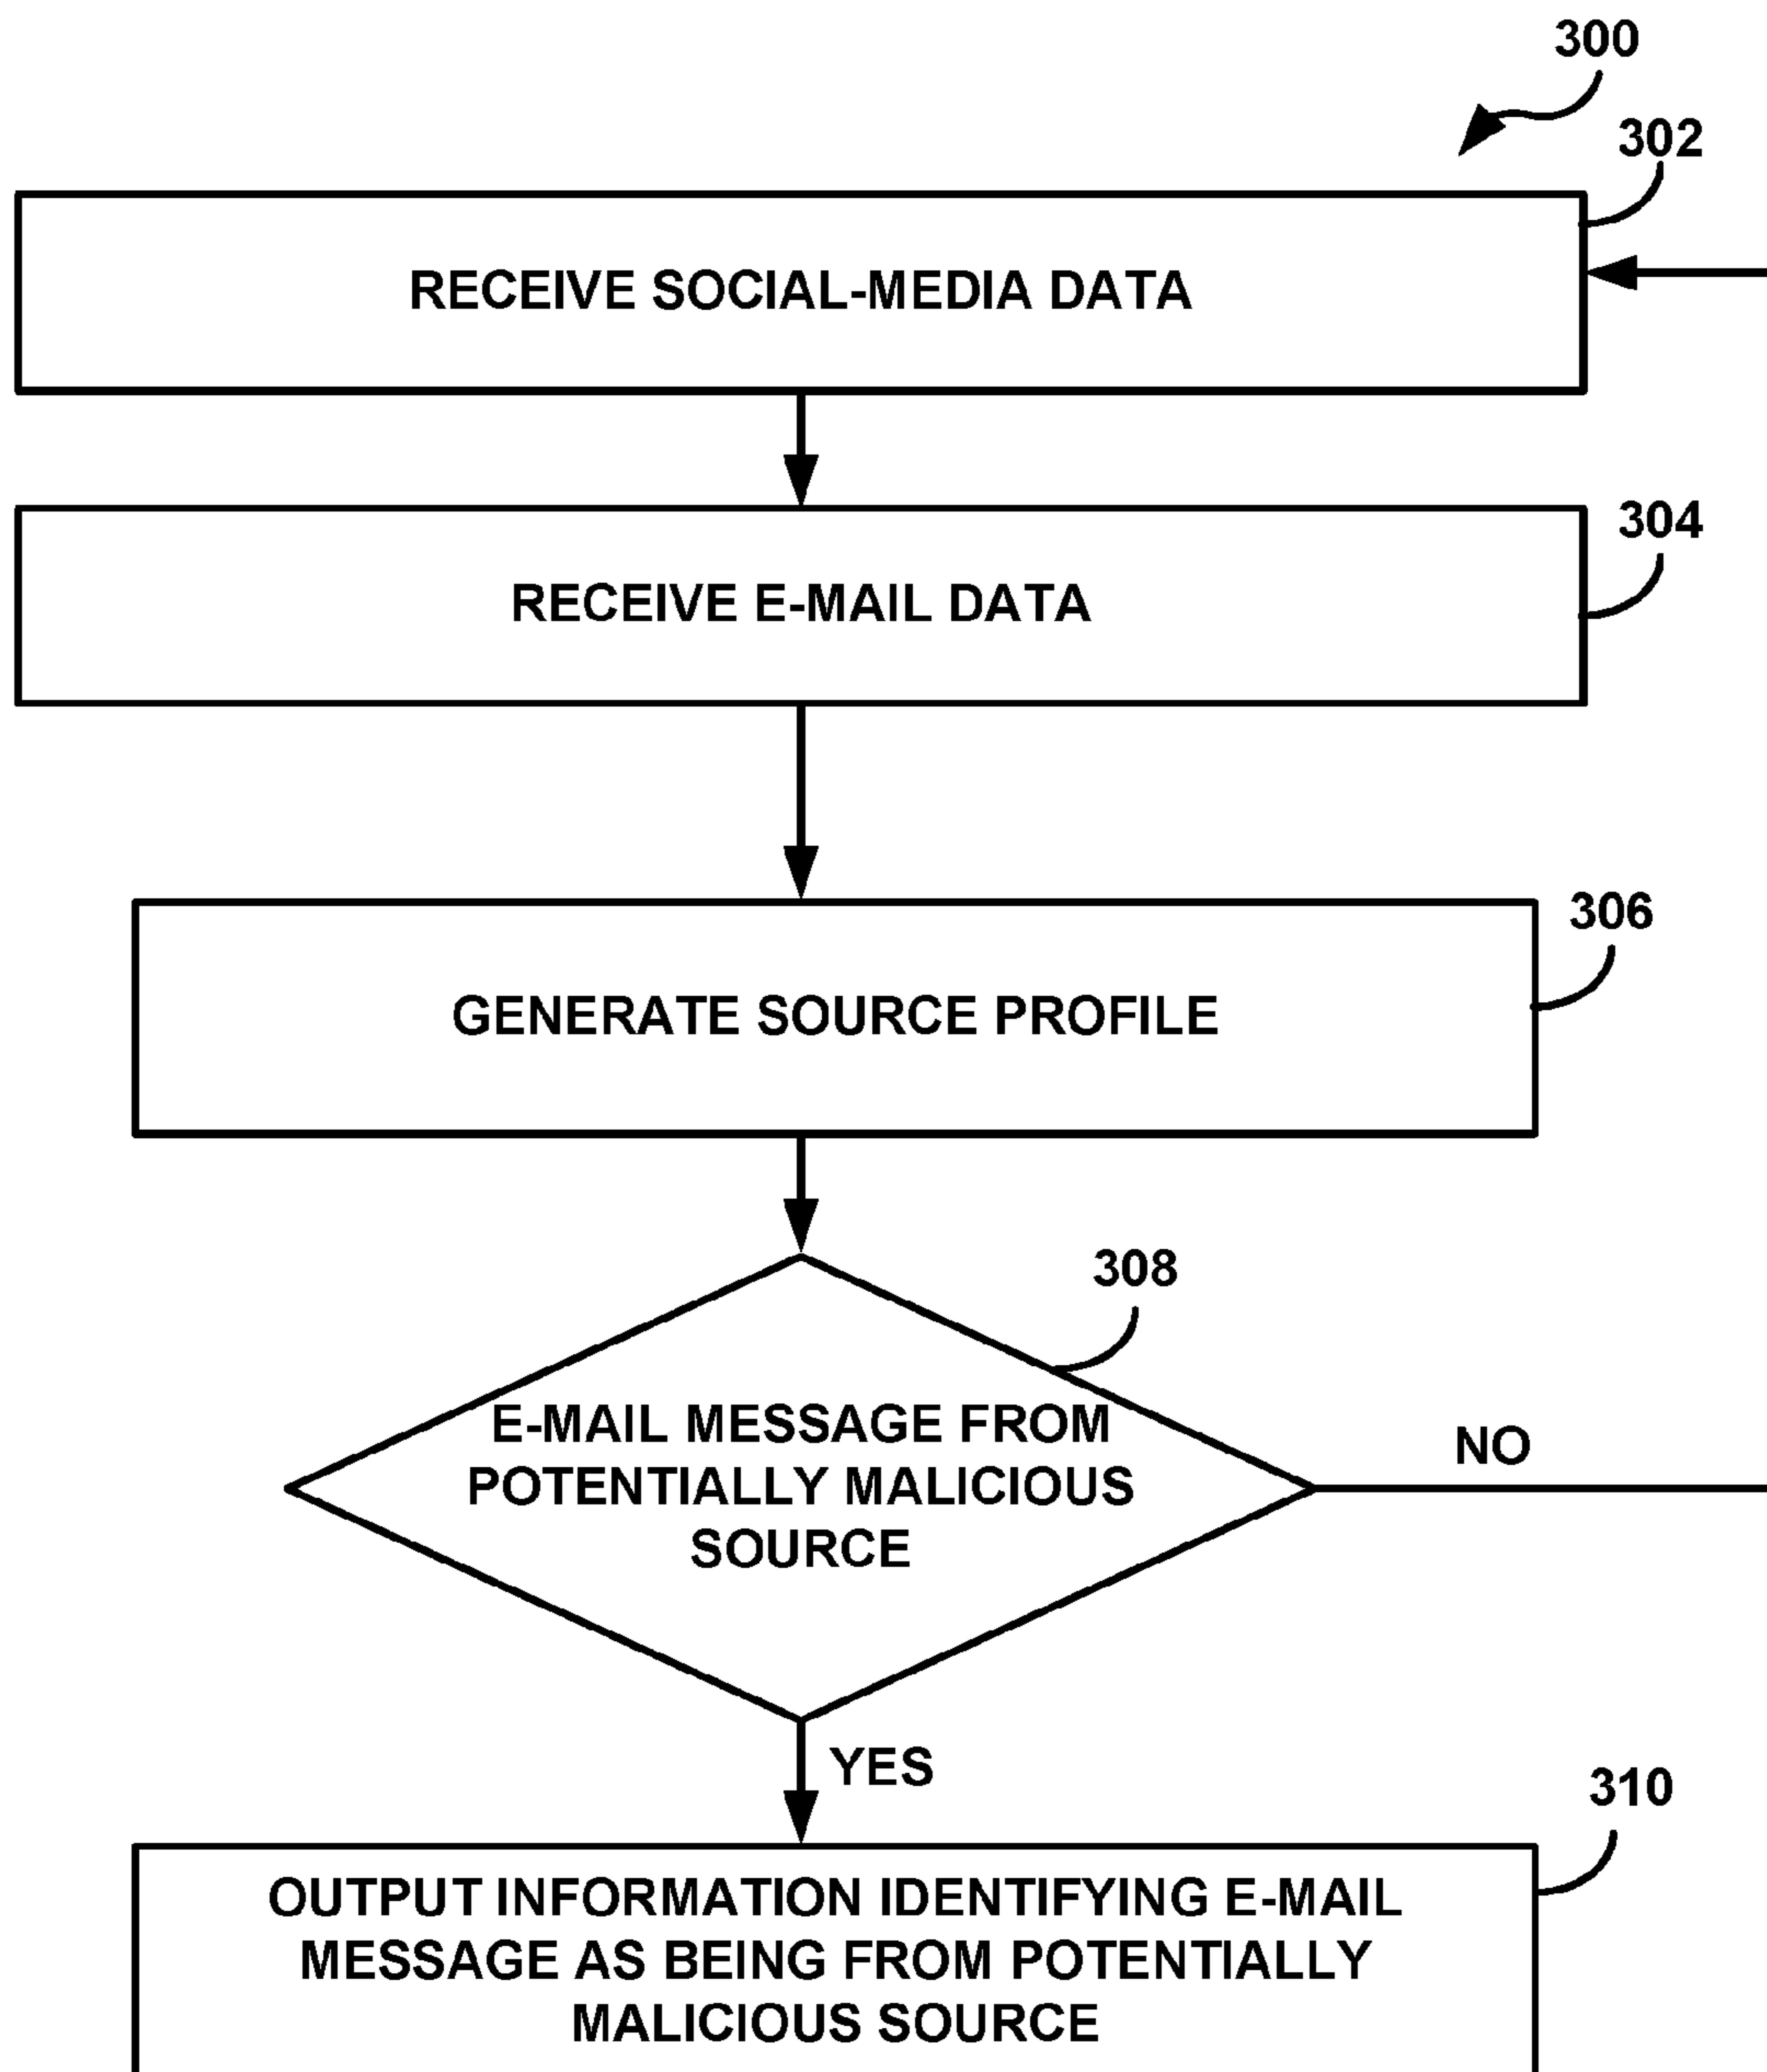 300
302
RECEIVE SOCIAL-MEDIA DATA
304
RECEIVE E-MAIL DATA
306
GENERATE SOURCE PROFILE
308
E-MAIL MESSAGE FROM
POTENTIALLY MALICIOUS
SOURCE
NO
YES
310
OUTPUT INFORMATION IDENTIFYING E-MAIL
MESSAGE AS BEING FROM POTENTIALLY
MALICIOUS SOURCE